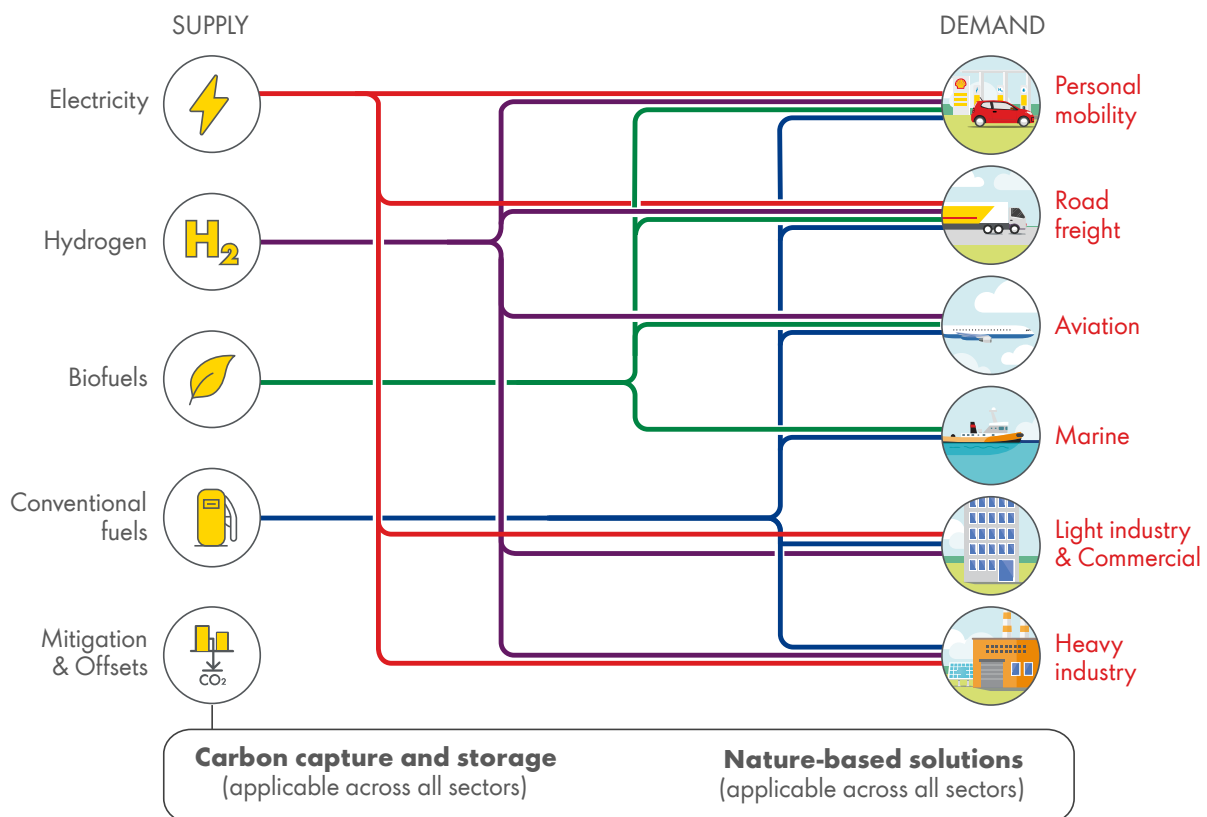 SUPPLY
DEMAND
Electricity
Personal
mobility
Hydrogen
H2
Road
freight
Biofuels
Aviation
Conventional
fuels
Marine
Light industry
& Commercial
Mitigation
& Offsets
CO₂
Heavy
industry
Carbon capture and storage
(applicable across all sectors)
Nature-based solutions
(applicable across all sectors)